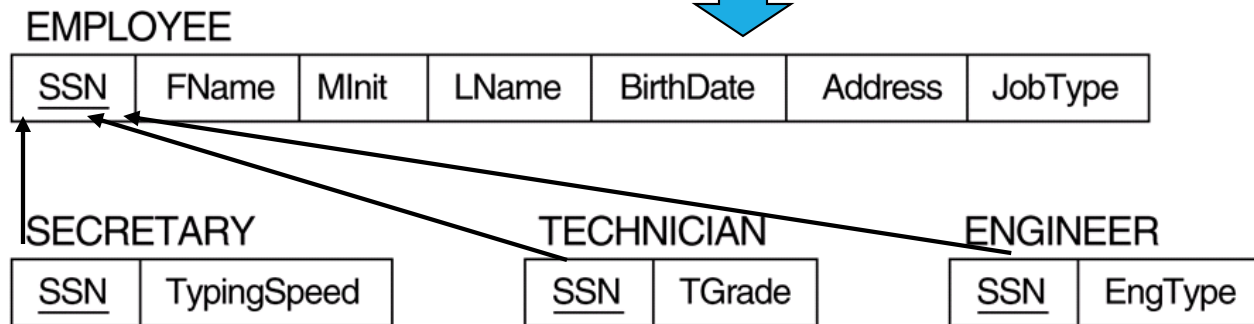 EMPLOYEE
SSN FName MInit LName BirthDate Address JobType
SECRETARY TECHNICIAN ENGINEER
SSN TypingSpeed SSN TGrade SSN EngType